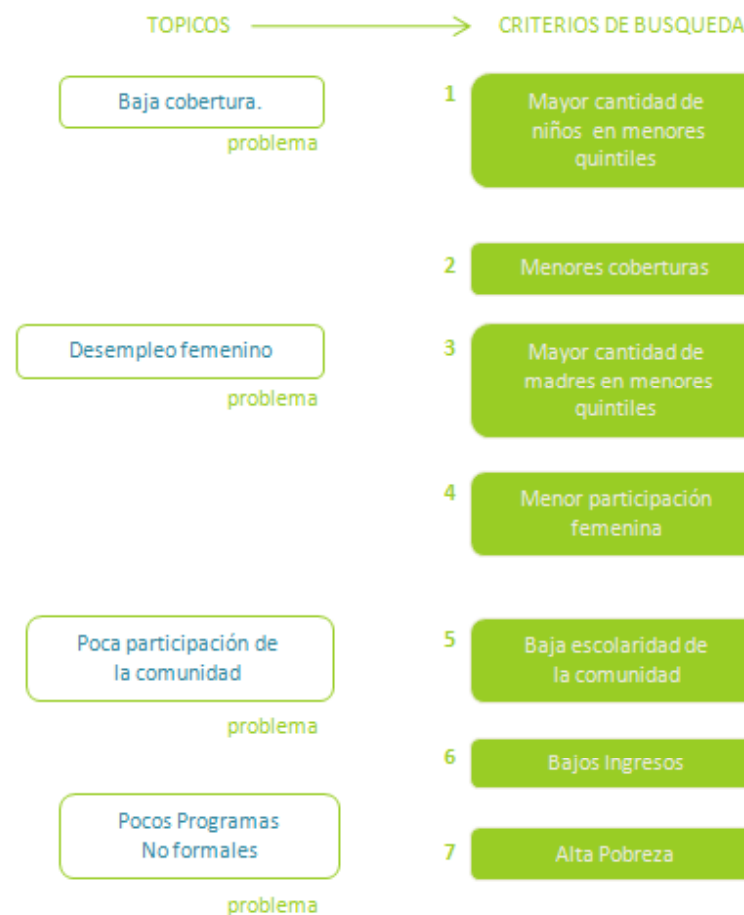 TOPICOS
CRITERIOS DE BUSQUEDA
Baja cobertura.
problema
1
Mayor cantidad de
niños en menores
quintiles
2
Menores coberturas
Desempleo femenino
problema
3
Mayor cantidad de
madres en menores
quintiles
4
Menor participación
femenina
Poca participación de
la comunidad
problema
5
Baja escolaridad de
la comunidad
6
Bajos Ingresos
Pocos Programas
No formales
problema
7
Alta Pobreza